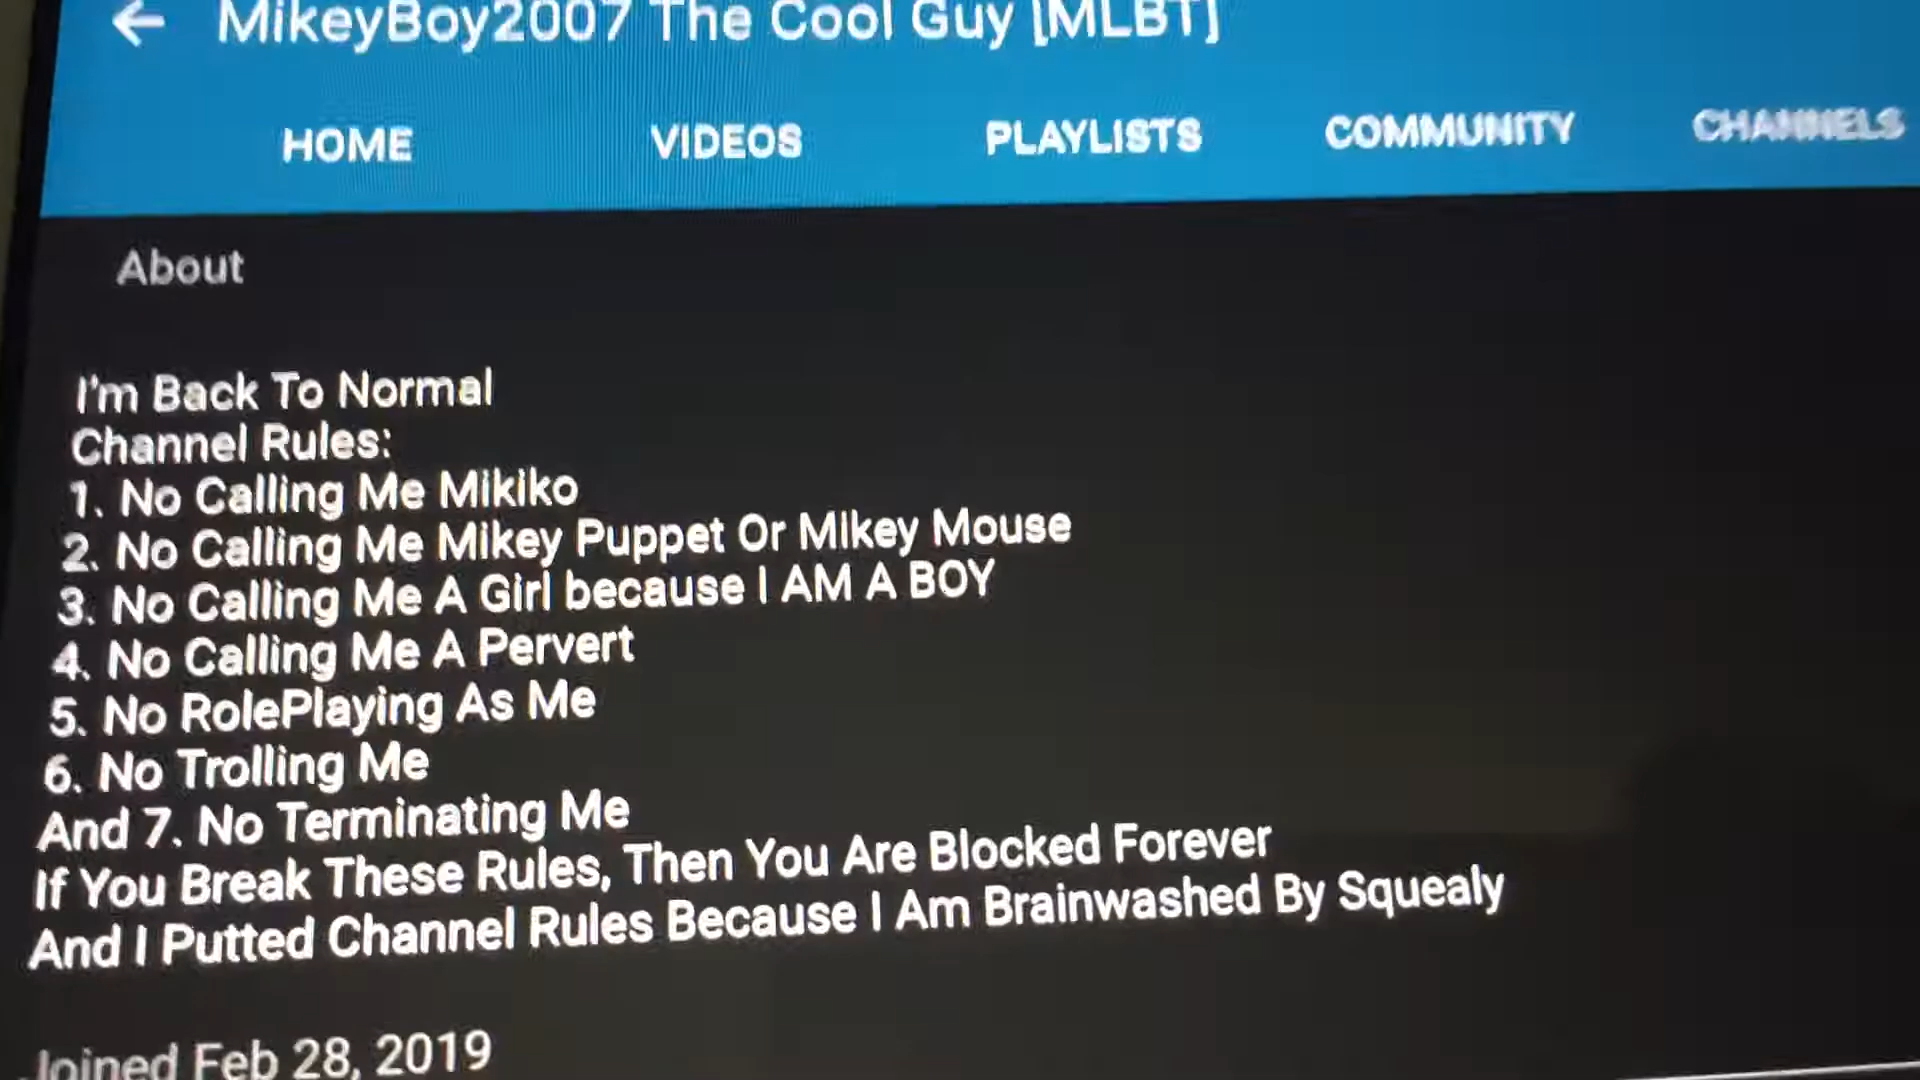 MikeyBoy2007 The Cool Guy [MLBT]
HOME VIDEOS PLAYLISTS COMMUNITY CHANNELS
About
I'm Back To Normal
Channel Rules:
1. No Calling Me Mikiko
2. No Calling Me Mikey Puppet Or Mikey Mouse
3. No Calling Me A Girl because I AM A BOY
4. No Calling Me A Pervert
5. No RolePlaying As Me
6. No Trolling Me
And 7. No Terminating Me
If You Break These Rules, Then You Are Blocked Forever
And I Putted Channel Rules Because I Am Brainwashed By Squealy
Joined Feb 28, 2019